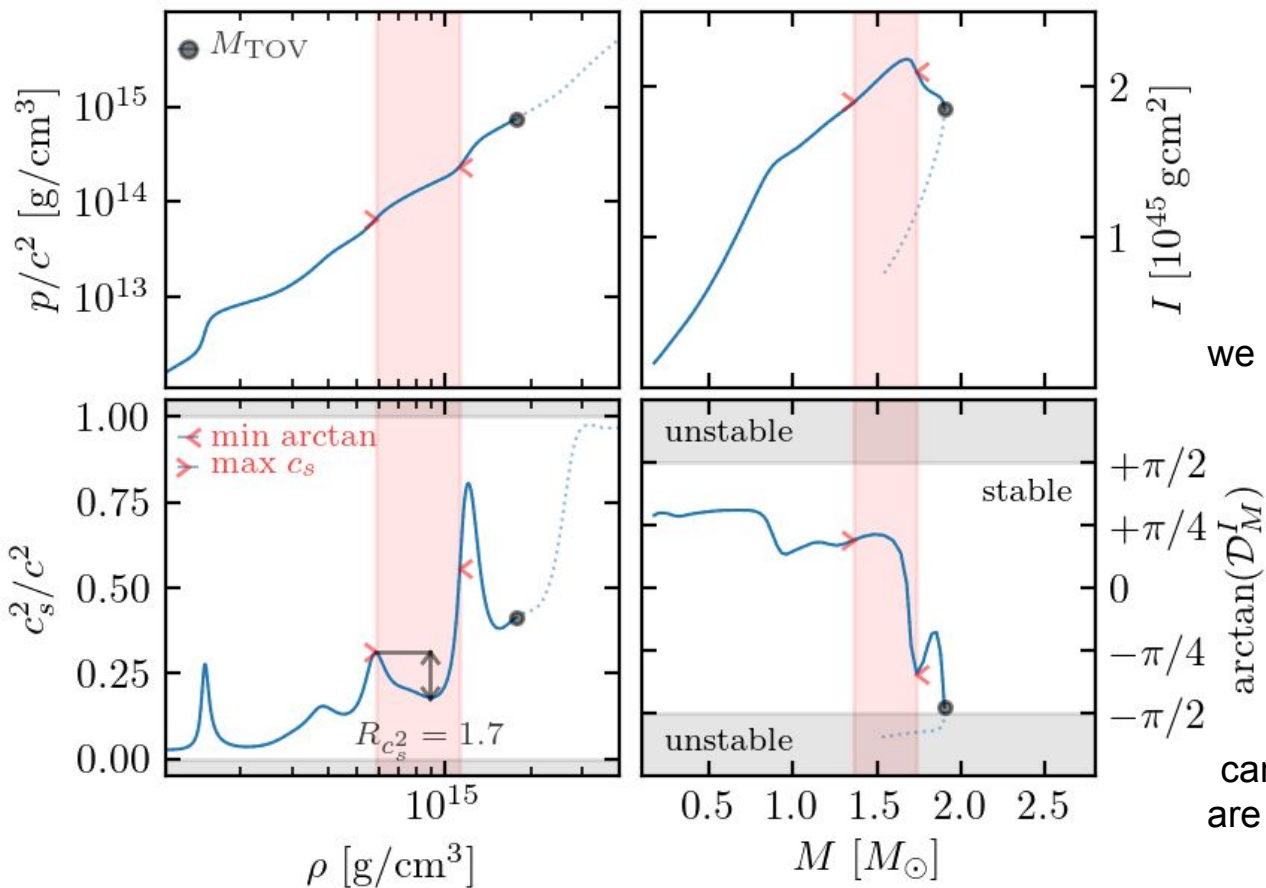 M_TOV
10^15
10^14
10^13
p/c^2 [g/cm^3]
2
1
I [10^45 gcm^2]
we
1.00
0.75
0.50
0.25
0.00
c_s^2/c^2
min arctan
max c_s
R_{c_s^2} = 1.7
10^15
ρ [g/cm^3]
unstable
stable
unstable
+π/2
+π/4
0
−π/4
−π/2
arctan(𝒟_M^I)
0.5 1.0 1.5 2.0 2.5
M [M_⊙]
can
are